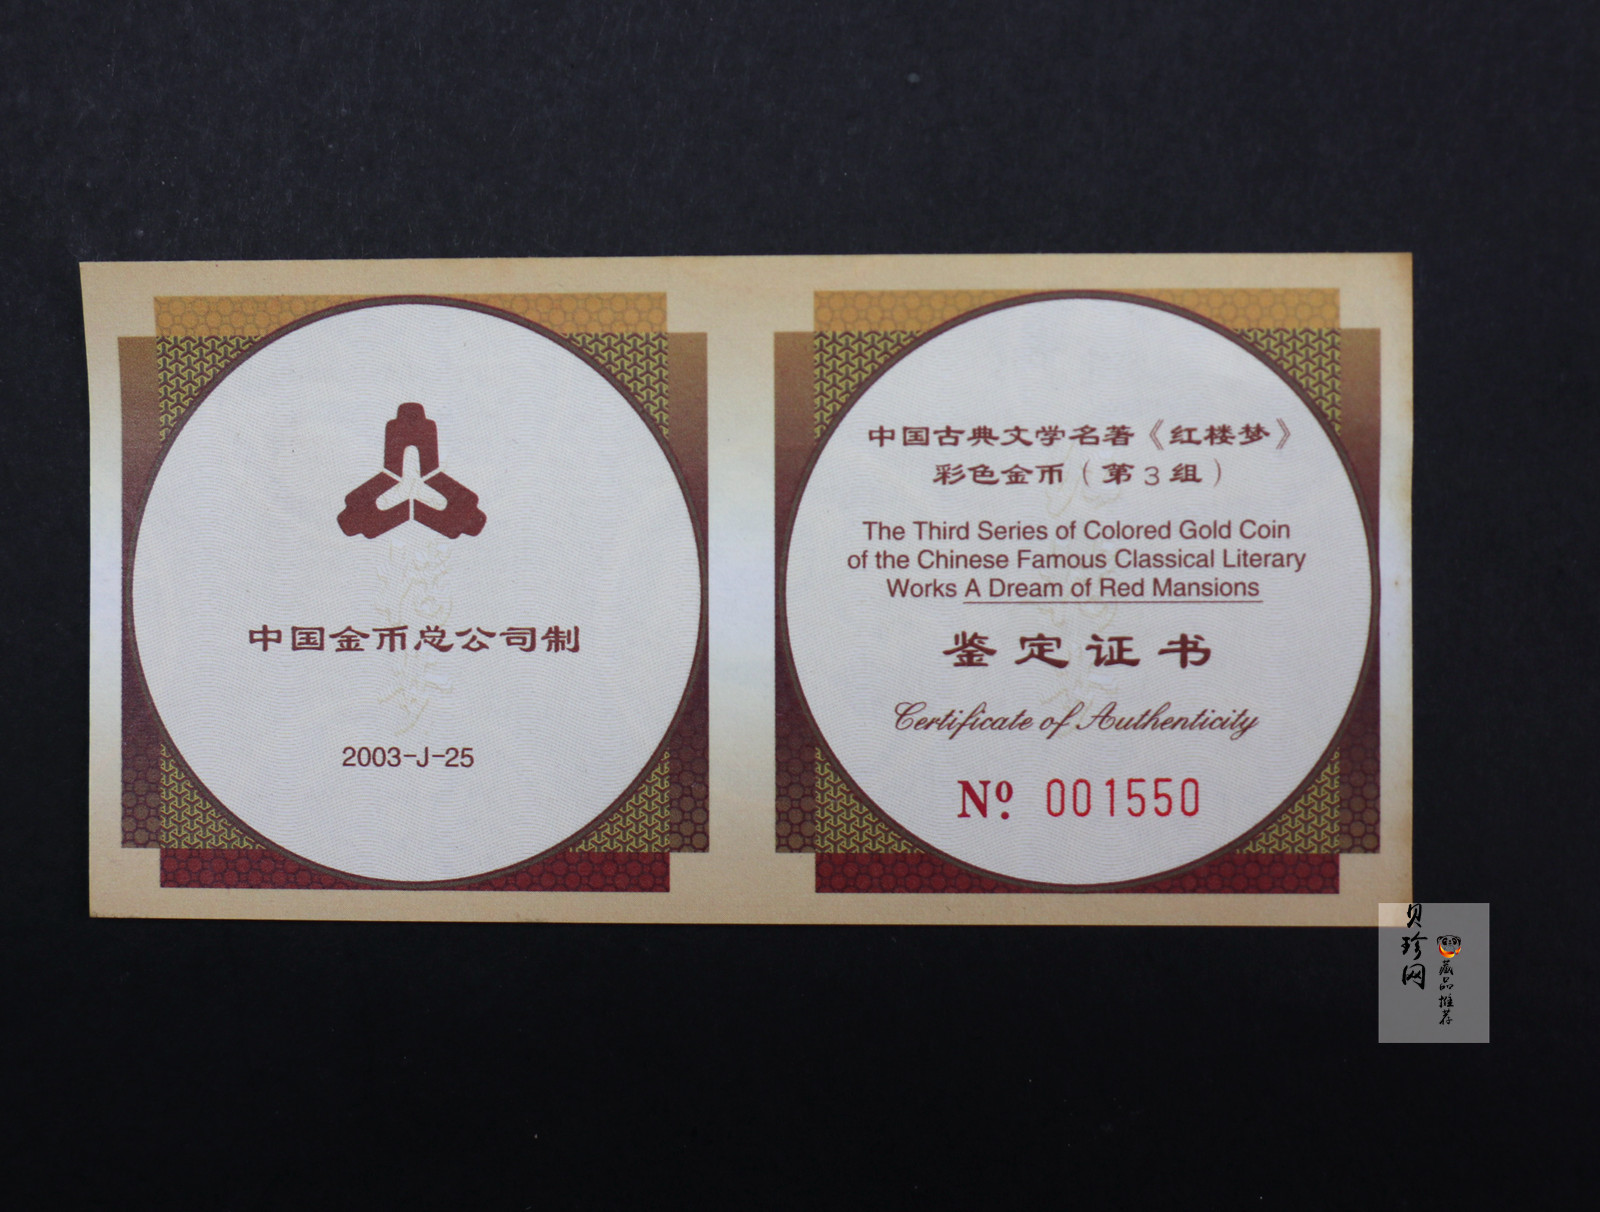 中国金币总公司制
2003-J-25
中国古典文学名著《红楼梦》
彩色金币（第3组）
The Third Series of Colored Gold Coin
of the Chinese Famous Classical Literary
Works A Dream of Red Mansions
鉴定证书
Certificate of Authenticity
Nº 001550
贝珍网
藏品推荐